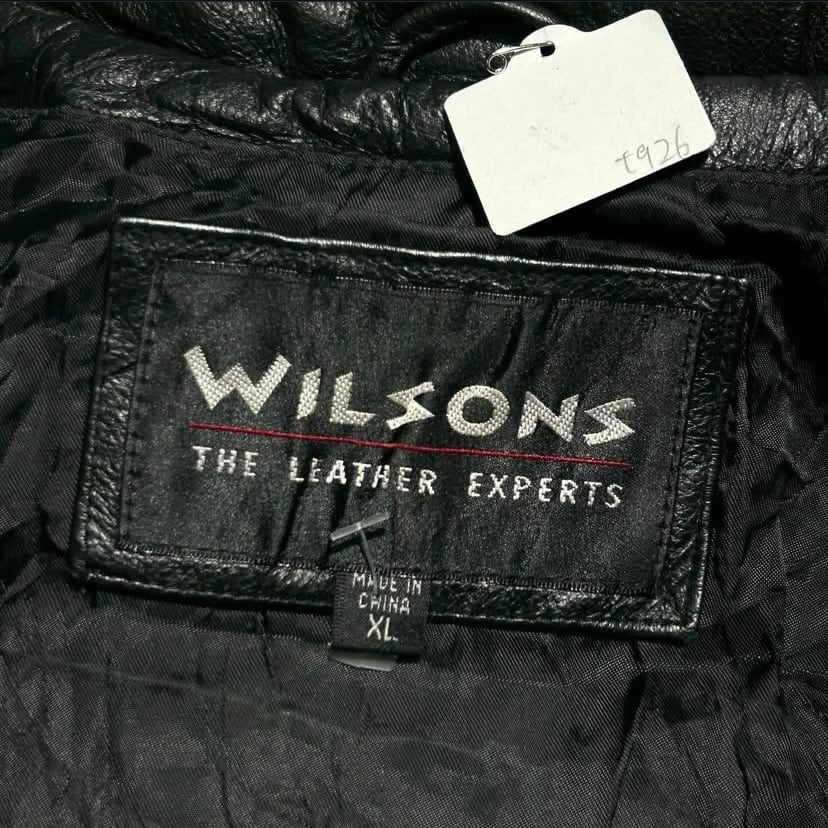 t926
WILSONS
THE LEATHER EXPERTS
MADE IN
CHINA
XL